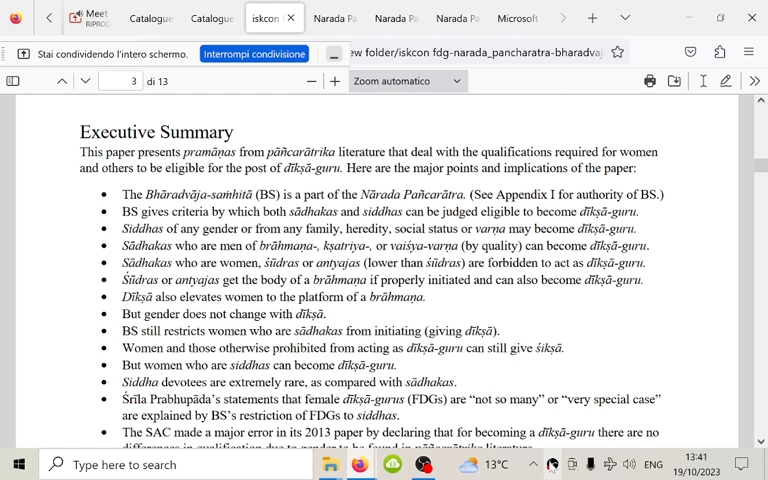 Meet
RIPROD
Catalogue
Catalogue
iskcon
Narada Pa
Narada Pa
Narada Pa
Microsoft
Stai condividendo l'intero schermo.
Interrompi condivisione
ew folder/iskcon fdg-narada_pancharatra-bharadvaj
3 di 13
Zoom automatico
Executive Summary
This paper presents pramāṇas from pāñcarātrika literature that deal with the qualifications required for women
and others to be eligible for the post of dīkṣā-guru. Here are the major points and implications of the paper:
• The Bhāradvāja-saṁhitā (BS) is a part of the Nārada Pañcarātra. (See Appendix I for authority of BS.)
• BS gives criteria by which both sādhakas and siddhas can be judged eligible to become dīkṣā-guru.
• Siddhas of any gender or from any family, heredity, social status or varṇa may become dīkṣā-guru.
• Sādhakas who are men of brāhmaṇa-, kṣatriya-, or vaiśya-varṇa (by quality) can become dīkṣā-guru.
• Sādhakas who are women, śūdras or antyajas (lower than śūdras) are forbidden to act as dīkṣā-guru.
• Śūdras or antyajas get the body of a brāhmaṇa if properly initiated and can also become dīkṣā-guru.
• Dīkṣā also elevates women to the platform of a brāhmaṇa.
• But gender does not change with dīkṣā.
• BS still restricts women who are sādhakas from initiating (giving dīkṣā).
• Women and those otherwise prohibited from acting as dīkṣā-guru can still give śikṣā.
• But women who are siddhas can become dīkṣā-guru.
• Siddha devotees are extremely rare, as compared with sādhakas.
• Śrīla Prabhupāda's statements that female dīkṣā-gurus (FDGs) are "not so many" or "very special case"
are explained by BS's restriction of FDGs to siddhas.
• The SAC made a major error in its 2013 paper by declaring that for becoming a dīkṣā-guru there are no
differences in qualification due to gender to be found in pāñcarātrika literature.
Type here to search
13°C
ENG
13:41
19/10/2023